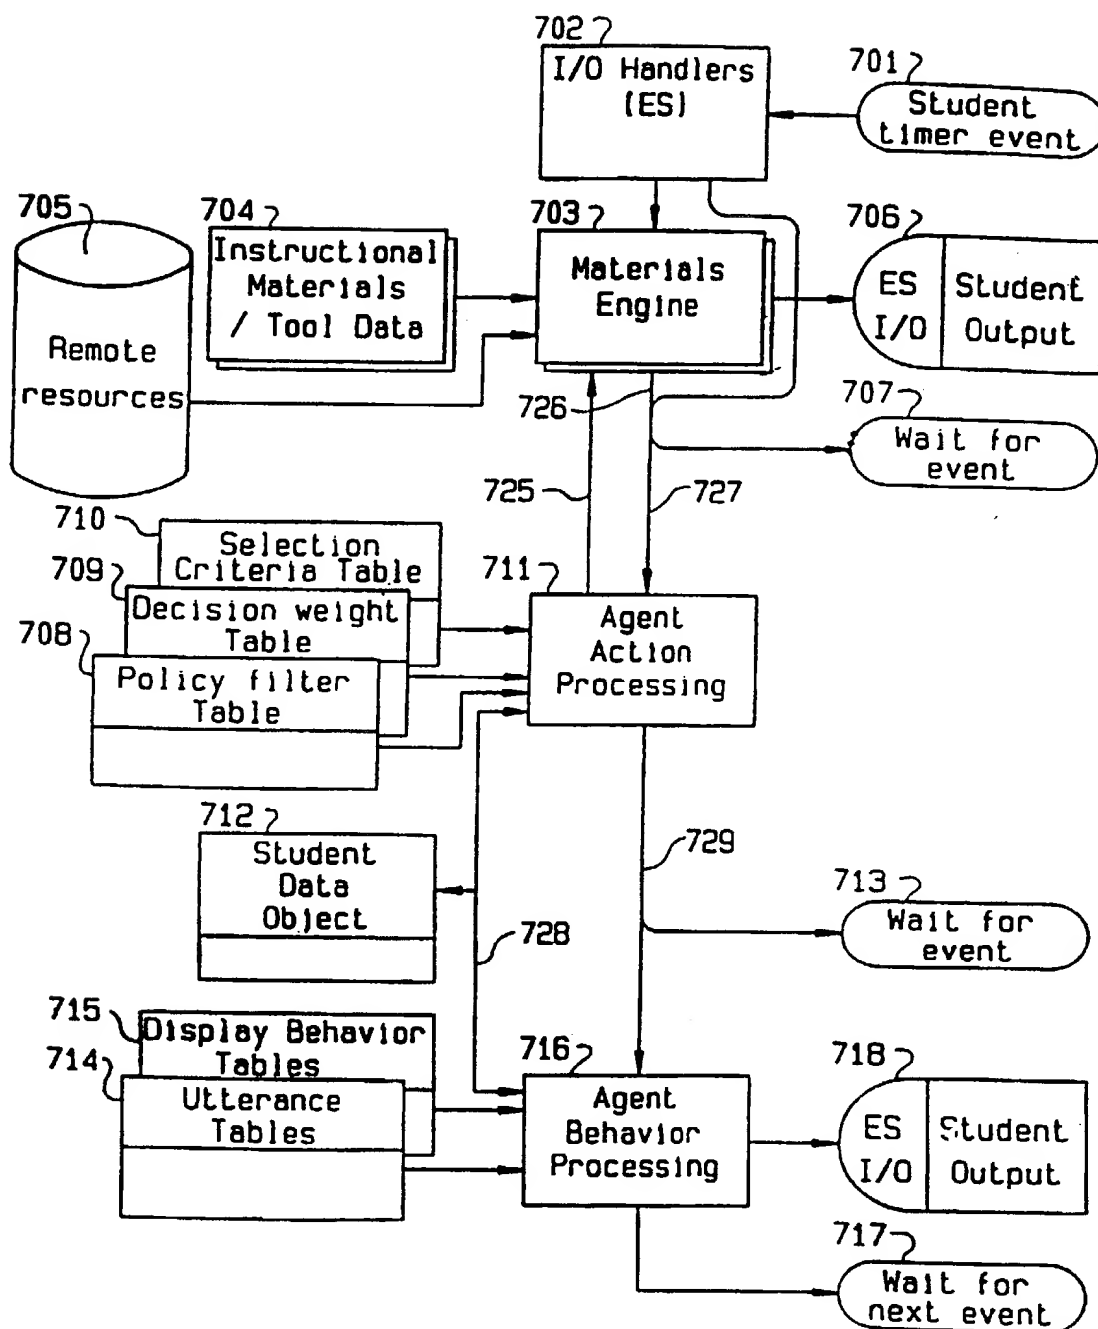 702
I/O Handlers
(ES)
701
Student
timer event
705
Remote
resources
704
Instructional
Materials
/ Tool Data
703
Materials
Engine
706
ES
I/O
Student
Output
726
707
Wait for
event
725
727
710
Selection
Criteria Table
709
Decision weight
Table
708
Policy filter
Table
711
Agent
Action
Processing
712
Student
Data
Object
728
729
713
Wait for
event
715
Display Behavior
Tables
714
Utterance
Tables
716
Agent
Behavior
Processing
718
ES
I/O
Student
Output
717
Wait for
next event